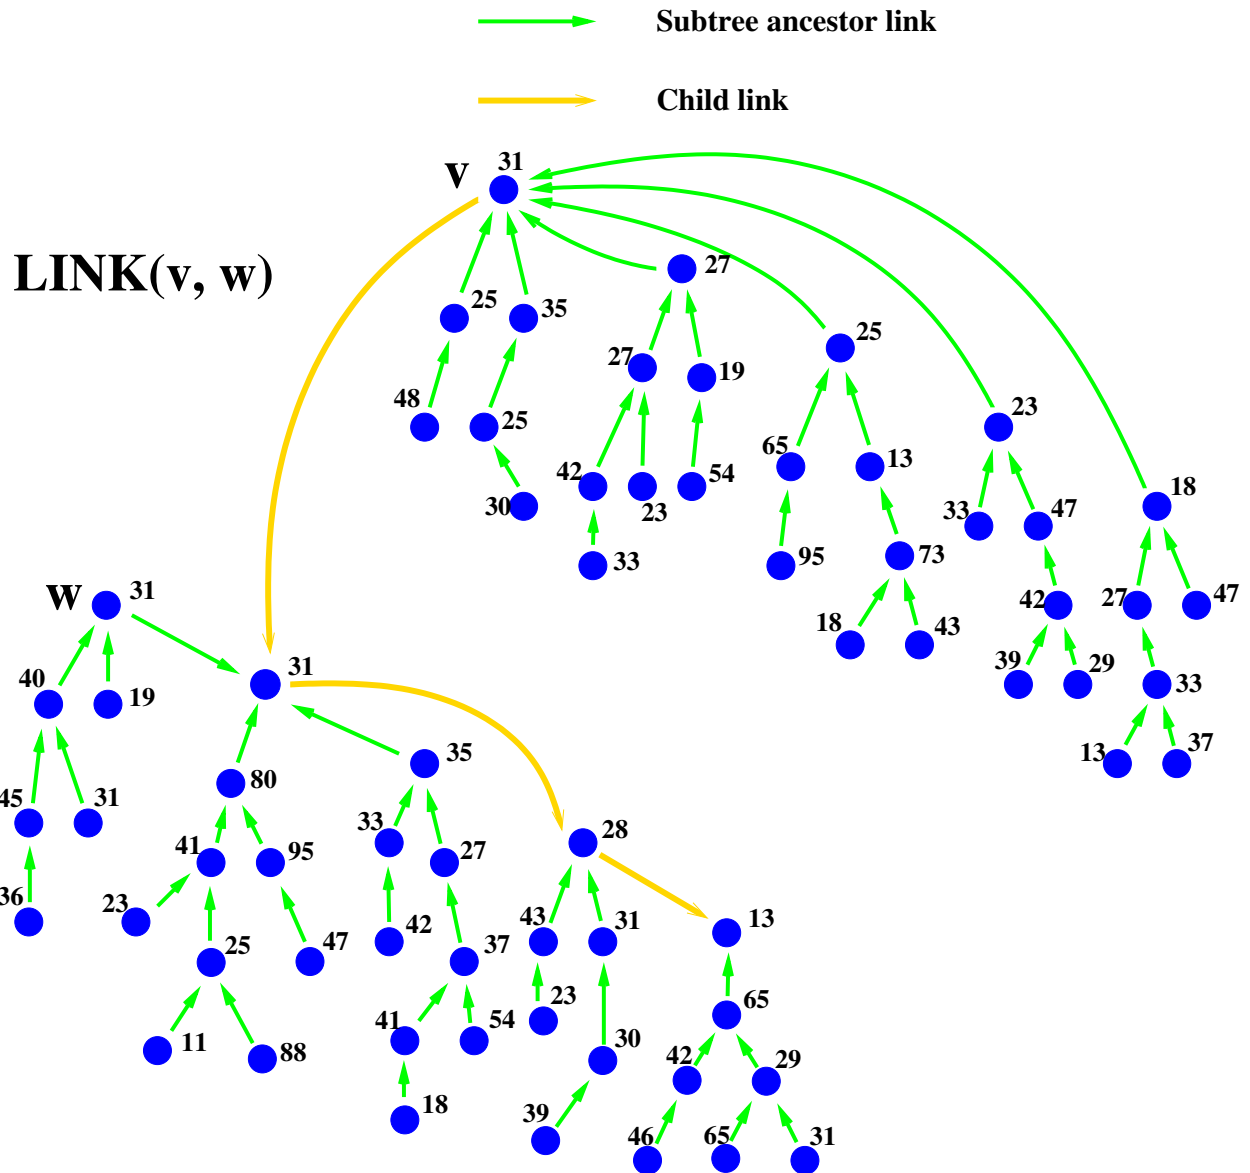 Subtree ancestor link
Child link
v 31
LINK(v, w)
27
25 35
25
27 19
48 25
23
65 13
42 54 18
30 23
33 47
33 95 73
w 31
42 27 47
18 43
31
40 19
39 29 33
13 37
35
80
45 31
33 28
41 95 27
36 23
42 43 31 13
25 47 37
23 65
11 88 41 54 30
42 29
18 39
46 65 31